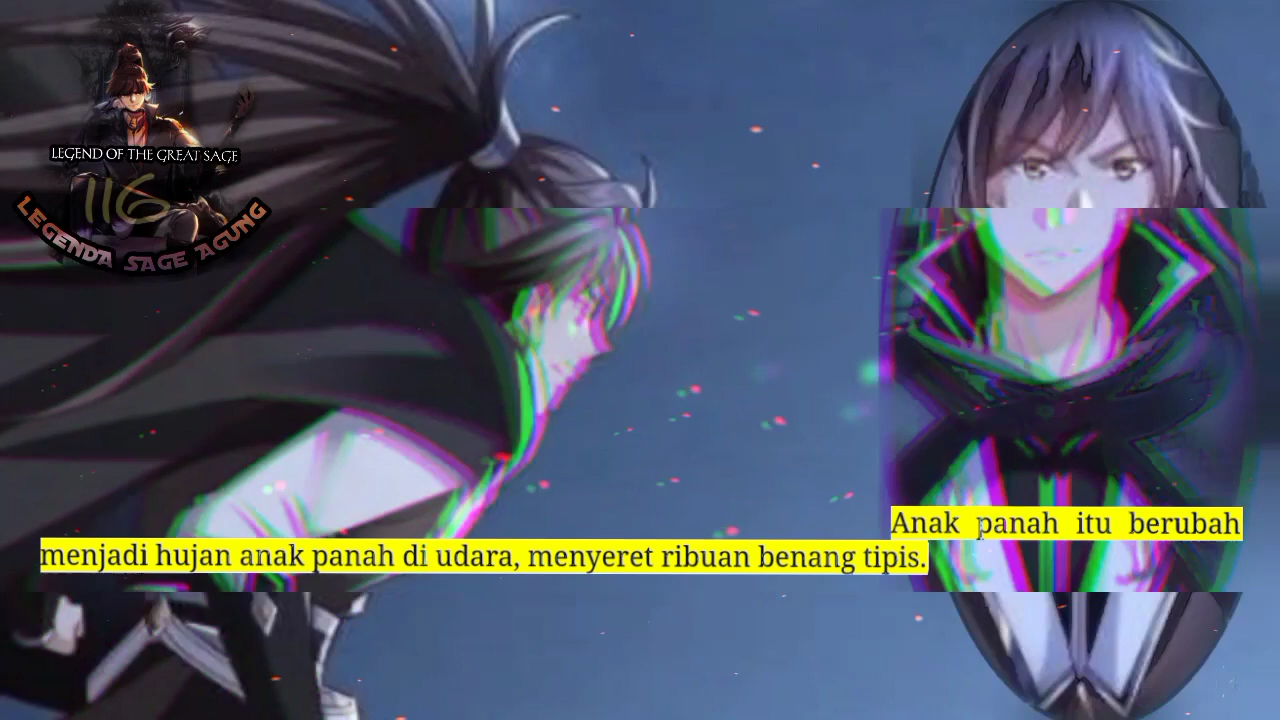 LEGEND OF THE GREAT SAGE
116
LEGENDA SAGE AGUNG
Anak panah itu berubah
menjadi hujan anak panah di udara, menyeret ribuan benang tipis.